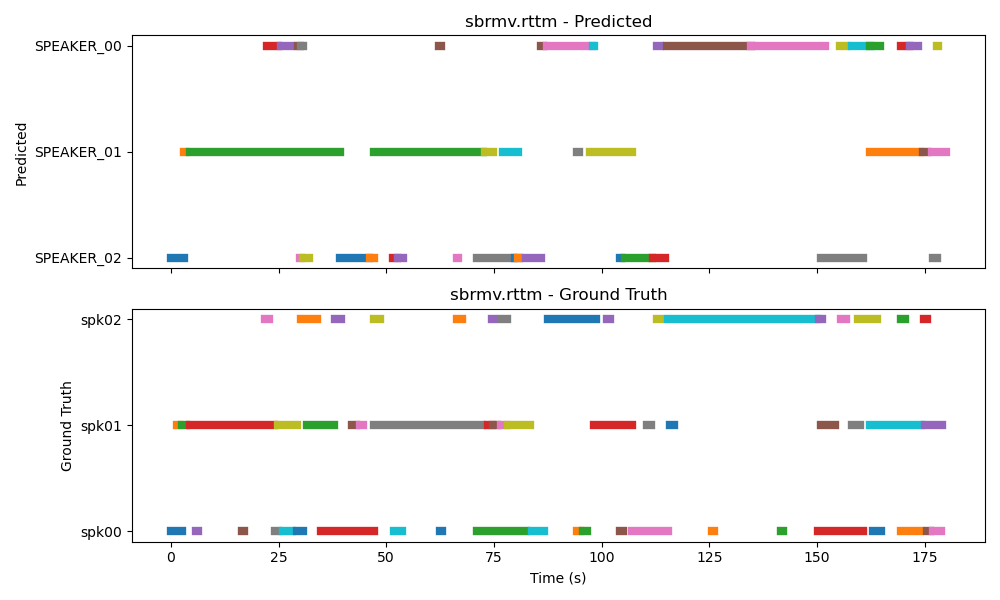 sbrmv.rttm - Predicted
SPEAKER_00
SPEAKER_01
SPEAKER_02
Predicted
sbrmv.rttm - Ground Truth
spk02
spk01
spk00
Ground Truth
0 25 50 75 100 125 150 175
Time (s)